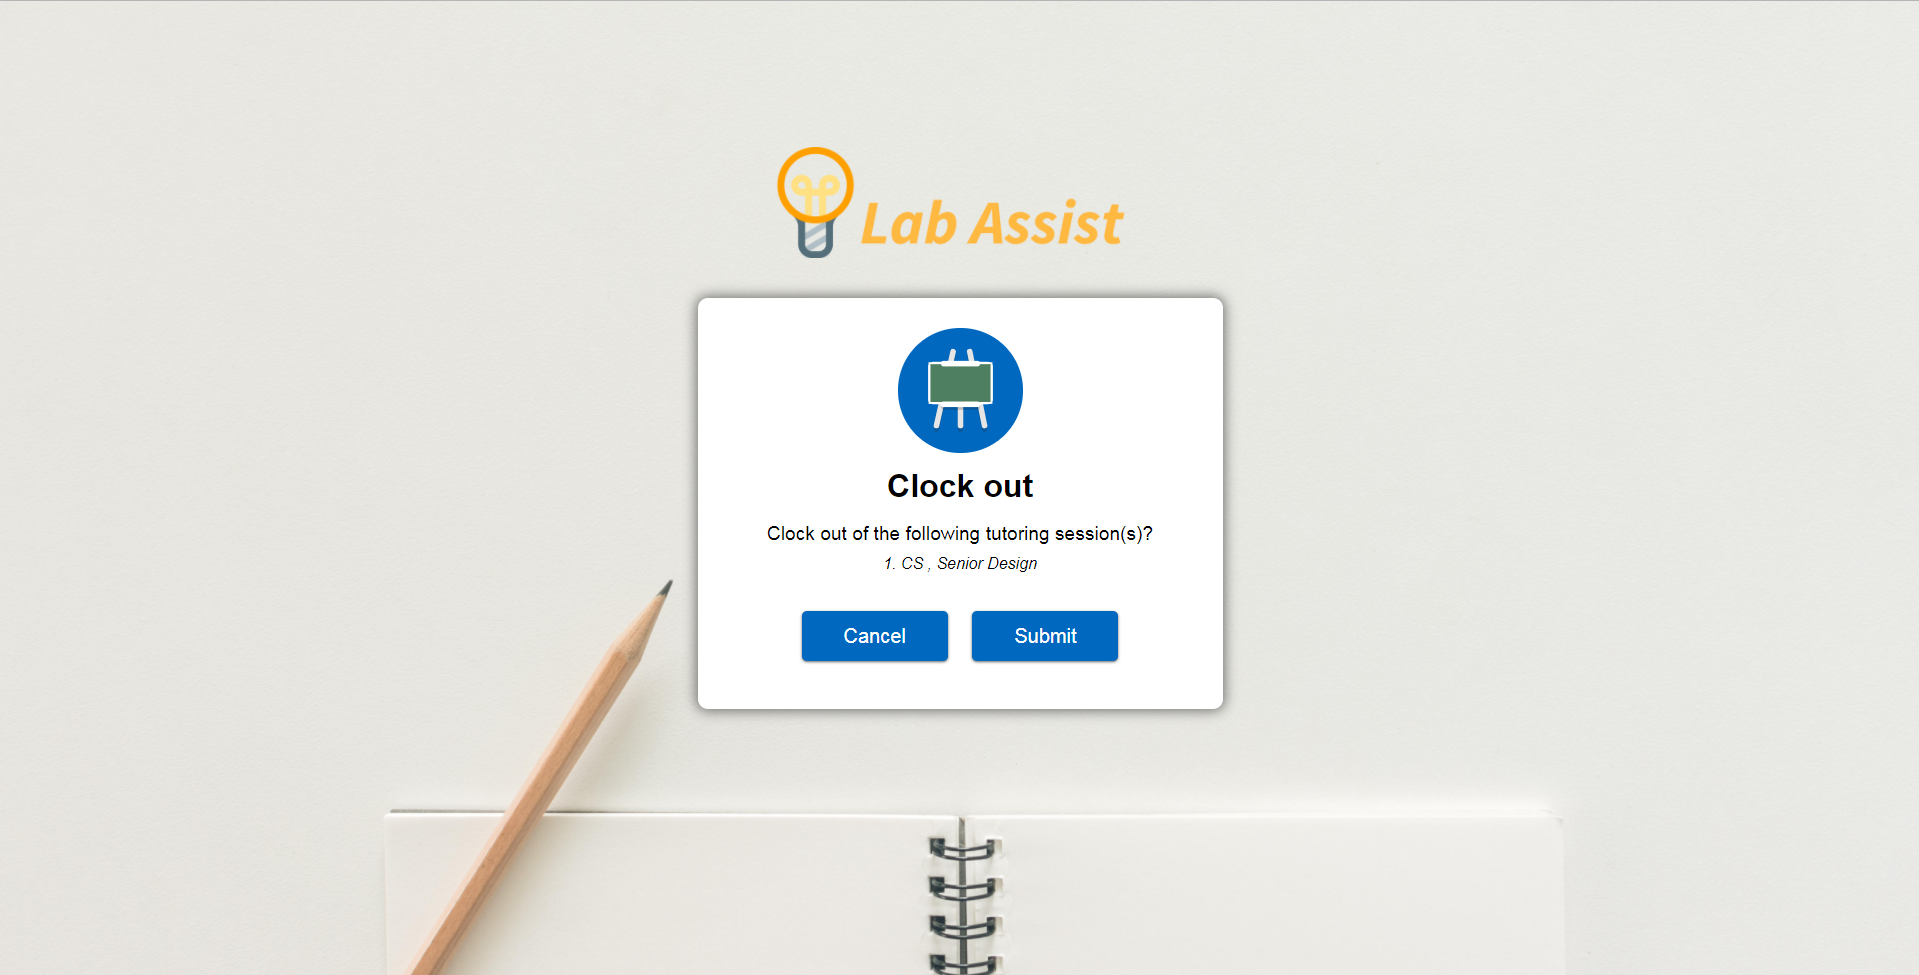 Lab Assist
Clock out
Clock out of the following tutoring session(s)?
1. CS , Senior Design
Cancel
Submit